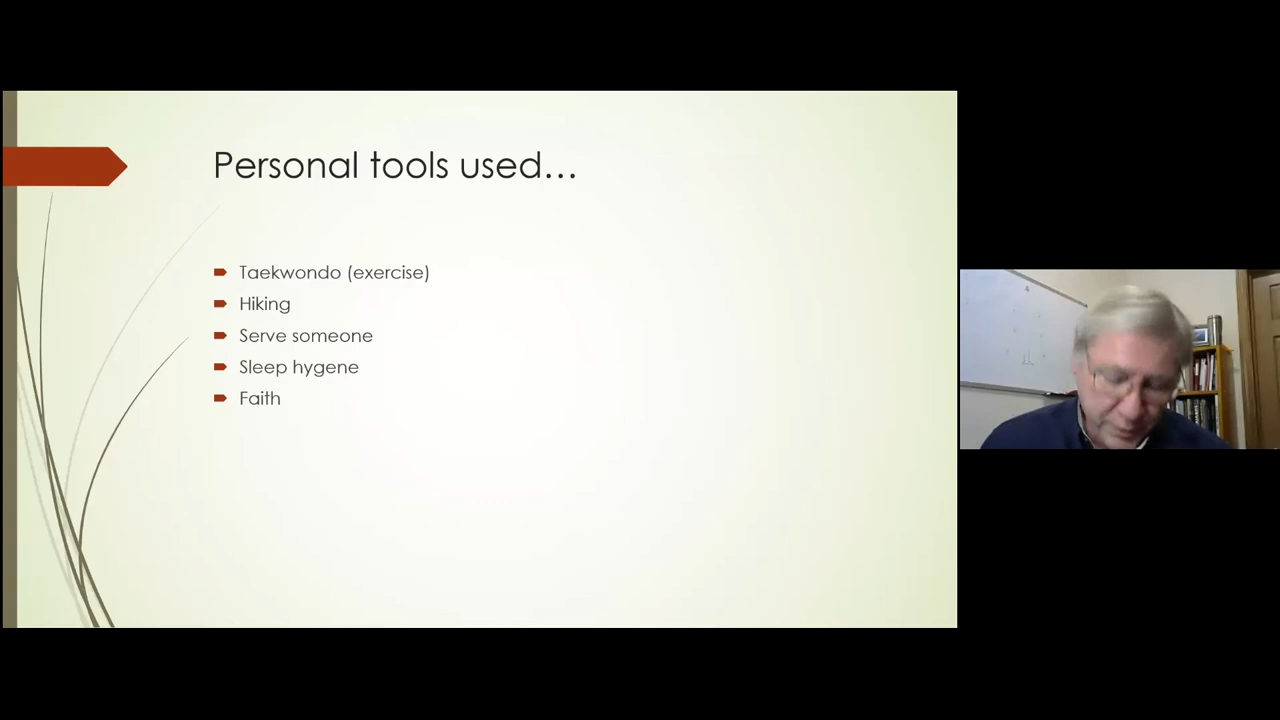 Personal tools used…
Taekwondo (exercise)
Hiking
Serve someone
Sleep hygene
Faith